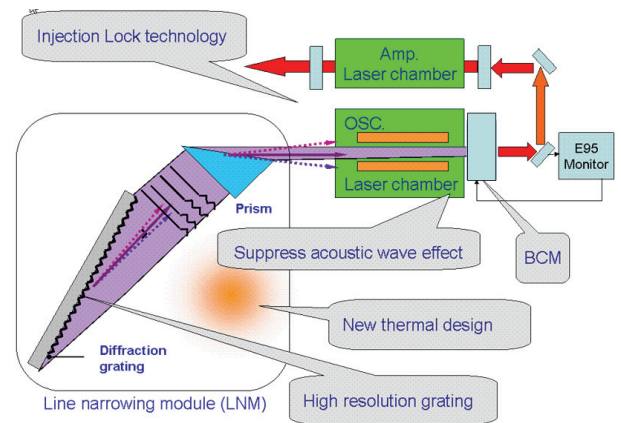 Injection Lock technology
Amp.
Laser chamber
OSC.
Laser chamber
E95
Monitor
Prism
Suppress acoustic wave effect
BCM
New thermal design
Diffraction
grating
High resolution grating
Line narrowing module (LNM)